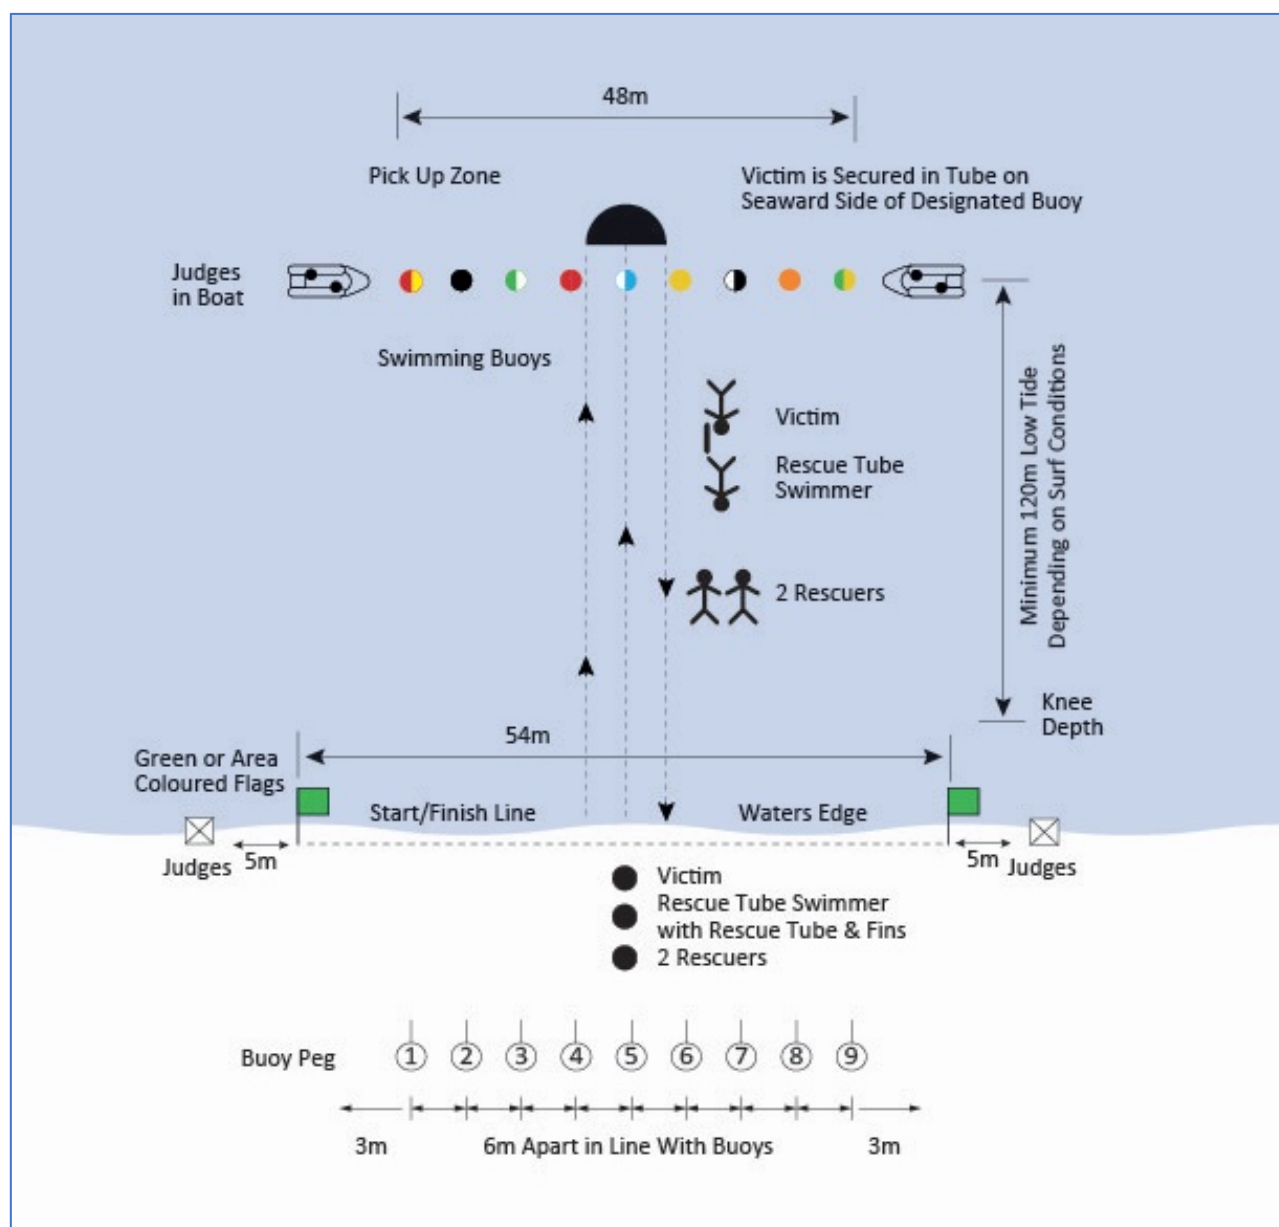 48m
Pick Up Zone
Victim is Secured in Tube on
Seaward Side of Designated Buoy
Judges
in Boat
Swimming Buoys
Victim
Rescue Tube
Swimmer
2 Rescuers
Minimum 120m Low Tide
Depending on Surf Conditions
Knee
Depth
54m
Green or Area
Coloured Flags
Start/Finish Line
Waters Edge
Judges
5m
5m
Judges
Victim
Rescue Tube Swimmer
with Rescue Tube & Fins
2 Rescuers
Buoy Peg
1 2 3 4 5 6 7 8 9
3m
6m Apart in Line With Buoys
3m